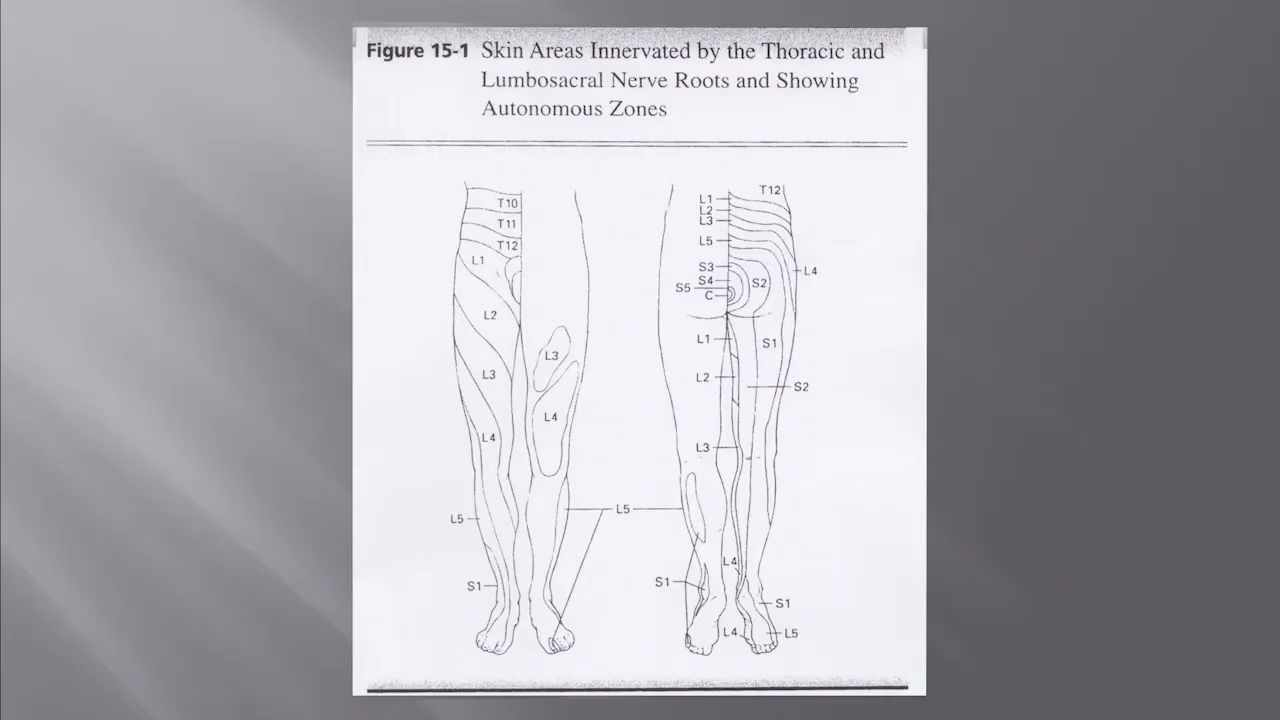 Figure 15-1 Skin Areas Innervated by the Thoracic and
Lumbosacral Nerve Roots and Showing
Autonomous Zones
T10
T11
T12
L1
L2
L3
L4
L5
S1
L3
L4
L5
T12
L1
L2
L3
L5
S3
S4
S5
C
S2
L4
L1
S1
L2
S2
L3
L4
S1
S1
L4
L5